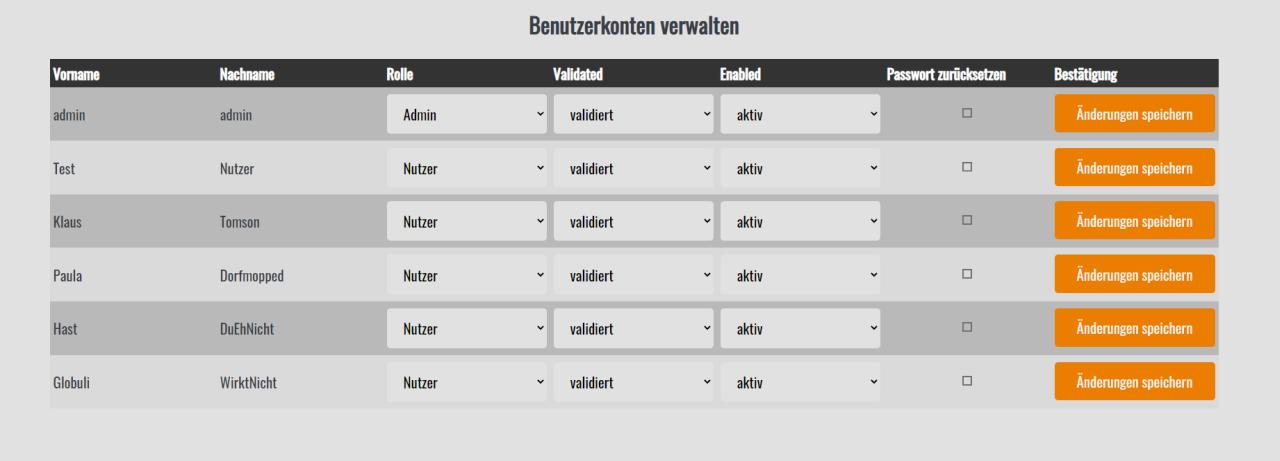 Benutzerkonten verwalten
Vorname Nachname Rolle Validated Enabled Passwort zurücksetzen Bestätigung
admin admin Admin validiert aktiv Änderungen speichern
Test Nutzer Nutzer validiert aktiv Änderungen speichern
Klaus Tomson Nutzer validiert aktiv Änderungen speichern
Paula Dorfmopped Nutzer validiert aktiv Änderungen speichern
Hast DuEhNicht Nutzer validiert aktiv Änderungen speichern
Globuli WirktNicht Nutzer validiert aktiv Änderungen speichern